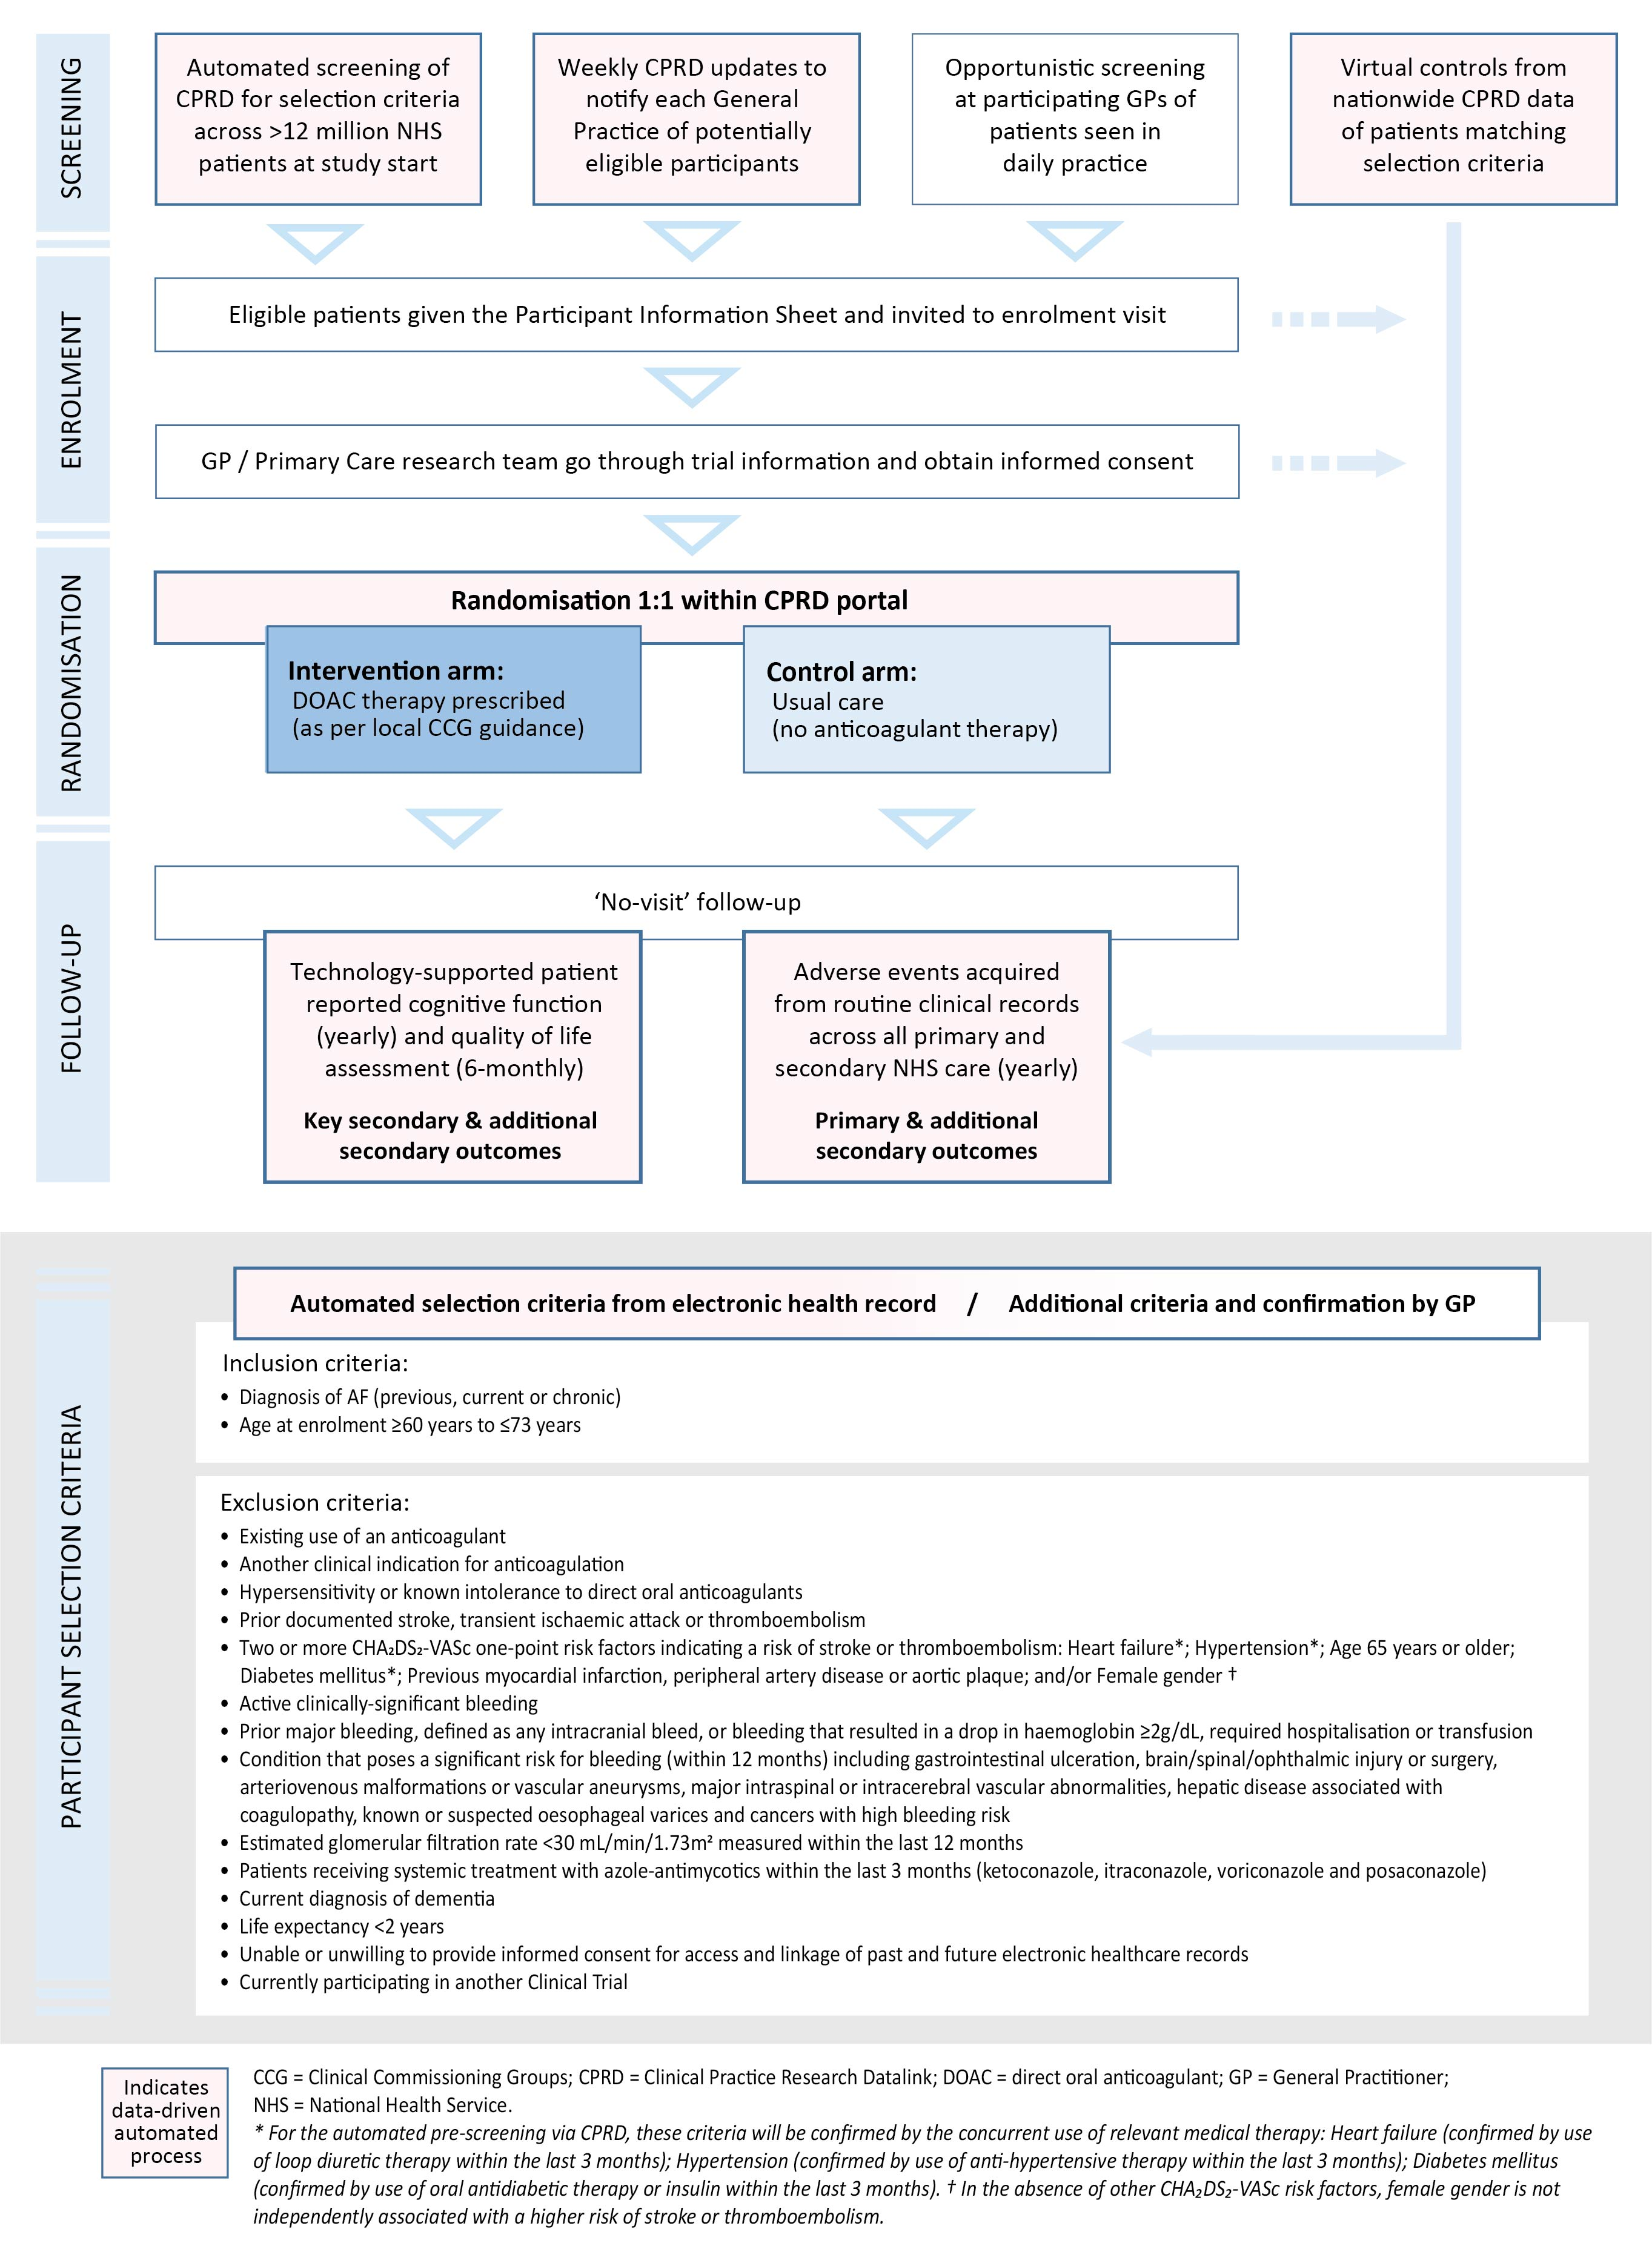 SCREENING
Automated screening of
CPRD for selection criteria
across >12 million NHS
patients at study start
Weekly CPRD updates to
notify each General
Practice of potentially
eligible participants
Opportunistic screening
at participating GPs of
patients seen in
daily practice
Virtual controls from
nationwide CPRD data
of patients matching
selection criteria
ENROLMENT
Eligible patients given the Participant Information Sheet and invited to enrolment visit
GP / Primary Care research team go through trial information and obtain informed consent
RANDOMISATION
Randomisation 1:1 within CPRD portal
Intervention arm:
DOAC therapy prescribed
(as per local CCG guidance)
Control arm:
Usual care
(no anticoagulant therapy)
FOLLOW-UP
‘No-visit’ follow-up
Technology-supported patient
reported cognitive function
(yearly) and quality of life
assessment (6-monthly)
Key secondary & additional
secondary outcomes
Adverse events acquired
from routine clinical records
across all primary and
secondary NHS care (yearly)
Primary & additional
secondary outcomes
PARTICIPANT SELECTION CRITERIA
Automated selection criteria from electronic health record / Additional criteria and confirmation by GP
Inclusion criteria:
• Diagnosis of AF (previous, current or chronic)
• Age at enrolment ≥60 years to ≤73 years
Exclusion criteria:
• Existing use of an anticoagulant
• Another clinical indication for anticoagulation
• Hypersensitivity or known intolerance to direct oral anticoagulants
• Prior documented stroke, transient ischaemic attack or thromboembolism
• Two or more CHA₂DS₂-VASc one-point risk factors indicating a risk of stroke or thromboembolism: Heart failure*; Hypertension*; Age 65 years or older;
Diabetes mellitus*; Previous myocardial infarction, peripheral artery disease or aortic plaque; and/or Female gender †
• Active clinically-significant bleeding
• Prior major bleeding, defined as any intracranial bleed, or bleeding that resulted in a drop in haemoglobin ≥2g/dL, required hospitalisation or transfusion
• Condition that poses a significant risk for bleeding (within 12 months) including gastrointestinal ulceration, brain/spinal/ophthalmic injury or surgery,
arteriovenous malformations or vascular aneurysms, major intraspinal or intracerebral vascular abnormalities, hepatic disease associated with
coagulopathy, known or suspected oesophageal varices and cancers with high bleeding risk
• Estimated glomerular filtration rate <30 mL/min/1.73m² measured within the last 12 months
• Patients receiving systemic treatment with azole-antimycotics within the last 3 months (ketoconazole, itraconazole, voriconazole and posaconazole)
• Current diagnosis of dementia
• Life expectancy <2 years
• Unable or unwilling to provide informed consent for access and linkage of past and future electronic healthcare records
• Currently participating in another Clinical Trial
Indicates
data-driven
automated
process
CCG = Clinical Commissioning Groups; CPRD = Clinical Practice Research Datalink; DOAC = direct oral anticoagulant; GP = General Practitioner;
NHS = National Health Service.
* For the automated pre-screening via CPRD, these criteria will be confirmed by the concurrent use of relevant medical therapy: Heart failure (confirmed by use
of loop diuretic therapy within the last 3 months); Hypertension (confirmed by use of anti-hypertensive therapy within the last 3 months); Diabetes mellitus
(confirmed by use of oral antidiabetic therapy or insulin within the last 3 months). † In the absence of other CHA₂DS₂-VASc risk factors, female gender is not
independently associated with a higher risk of stroke or thromboembolism.